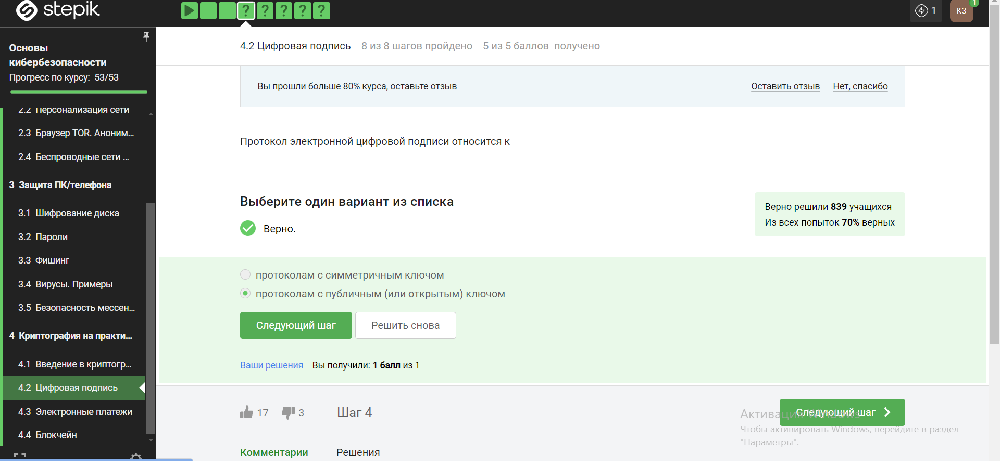 stepik
? ? ? ? ?
1
КЗ
1
Основы
кибербезопасности
Прогресс по курсу: 53/53
2.2 Персонализация сети
2.3 Браузер TOR. Аноним...
2.4 Беспроводные сети ...
3 Защита ПК/телефона
3.1 Шифрование диска
3.2 Пароли
3.3 Фишинг
3.4 Вирусы. Примеры
3.5 Безопасность мессен...
4 Криптография на практи...
4.1 Введение в криптогр...
4.2 Цифровая подпись
4.3 Электронные платежи
4.4 Блокчейн
4.2 Цифровая подпись 8 из 8 шагов пройдено 5 из 5 баллов получено
Вы прошли больше 80% курса, оставьте отзыв
Оставить отзыв Нет, спасибо
Протокол электронной цифровой подписи относится к
Выберите один вариант из списка
Верно.
Верно решили 839 учащихся
Из всех попыток 70% верных
протоколам с симметричным ключом
протоколам с публичным (или открытым) ключом
Следующий шаг Решить снова
Ваши решения Вы получили: 1 балл из 1
17 3 Шаг 4
Следующий шаг
Активация Windows
Чтобы активировать Windows, перейдите в раздел
"Параметры".
Комментарии Решения